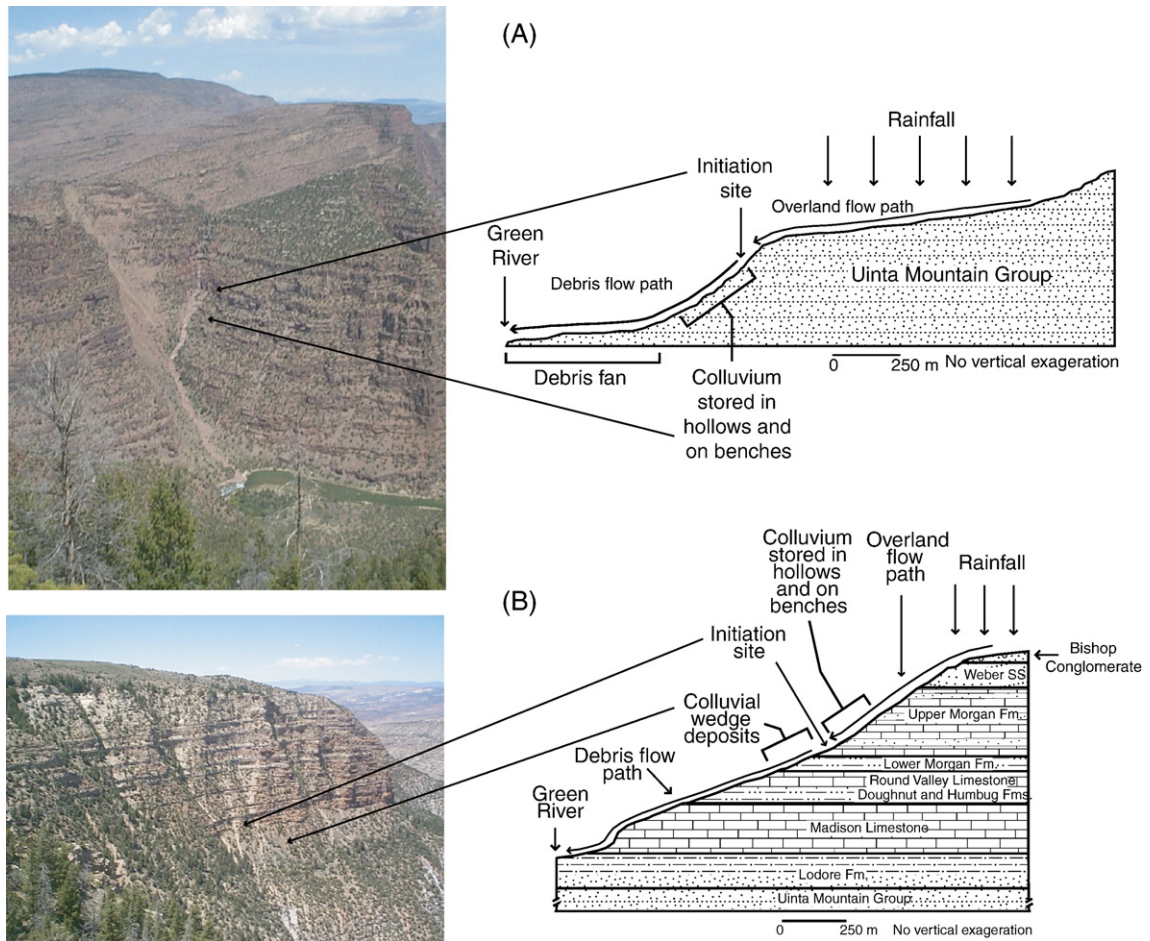 (A)
Rainfall
Initiation
site
Overland flow path
Green
River
Debris flow path
Uinta Mountain Group
Debris fan
Colluvium
stored in
hollows and
on benches
0 250 m No vertical exageration
(B)
Colluvium
stored in
hollows
and on
benches
Overland
flow
path
Rainfall
Initiation
site
Bishop
Conglomerate
Weber SS
Colluvial
wedge
deposits
Upper Morgan Fm.
Debris flow
path
Lower Morgan Fm.
Round Valley Limestone
Doughnut and Humbug Fms.
Green
River
Madison Limestone
Lodore Fm.
Uinta Mountain Group
0 250 m No vertical exageration